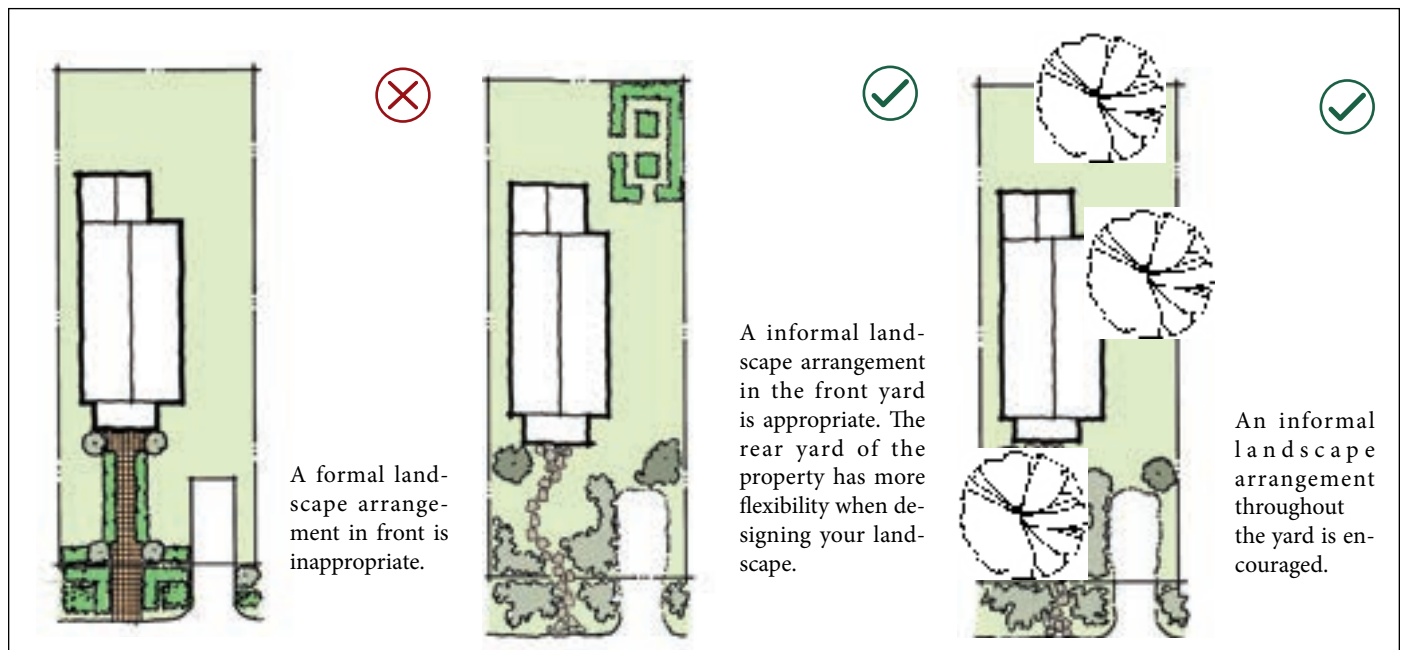 A formal land-
scape arrange-
ment in front is
inappropriate.
A informal land-
scape arrangement
in the front yard
is appropriate. The
rear yard of the
property has more
flexibility when de-
signing your land-
scape.
An informal
landscape
arrangement
throughout
the yard is en-
couraged.